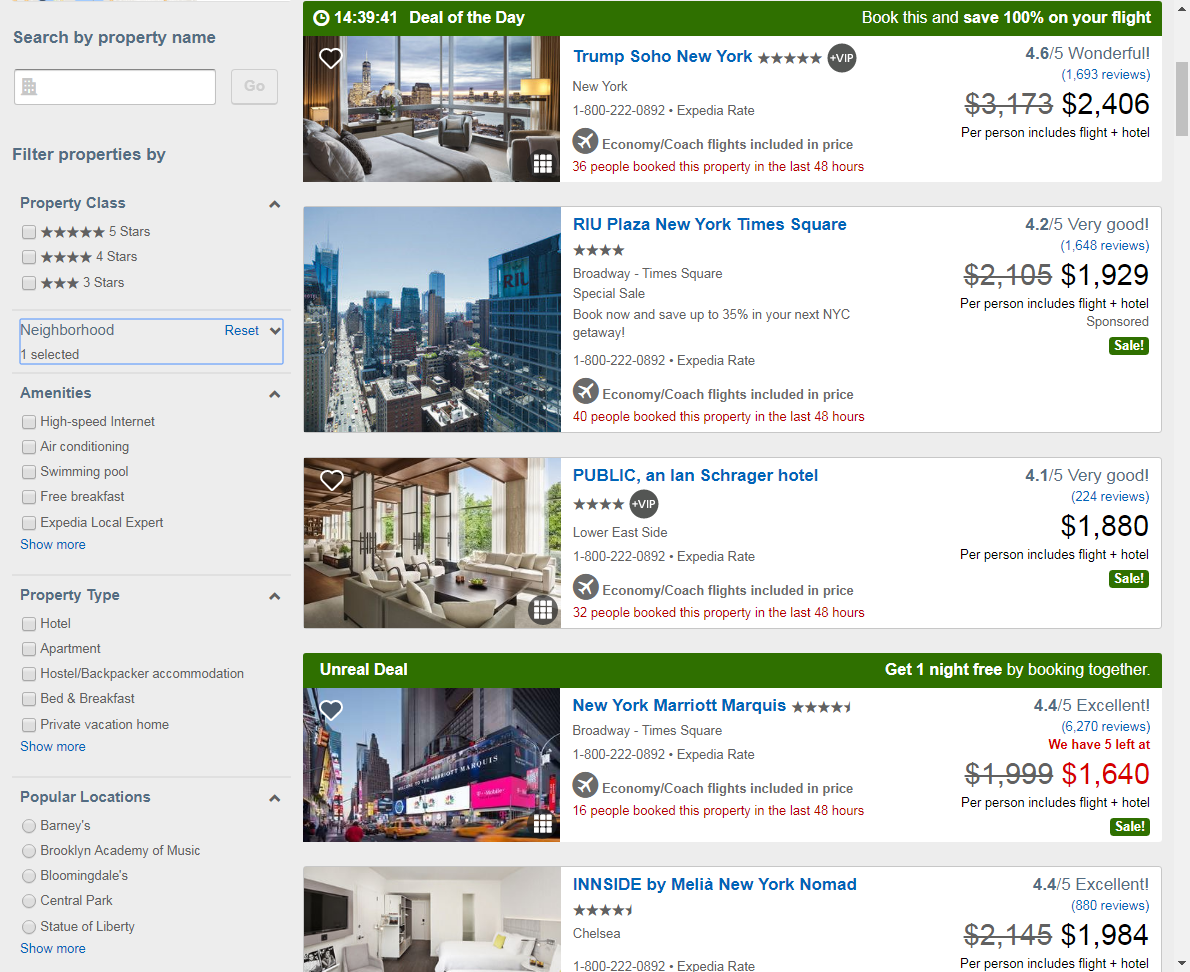 Search by property name
Go
Filter properties by
Property Class
5 Stars
4 Stars
3 Stars
Neighborhood
Reset
1 selected
Amenities
High-speed Internet
Air conditioning
Swimming pool
Free breakfast
Expedia Local Expert
Show more
Property Type
Hotel
Apartment
Hostel/Backpacker accommodation
Bed & Breakfast
Private vacation home
Show more
Popular Locations
Barney's
Brooklyn Academy of Music
Bloomingdale's
Central Park
Statue of Liberty
Show more
14:39:41 Deal of the Day
Book this and save 100% on your flight
Trump Soho New York
+VIP
New York
1-800-222-0892 • Expedia Rate
Economy/Coach flights included in price
36 people booked this property in the last 48 hours
4.6/5 Wonderful!
(1,693 reviews)
$3,173 $2,406
Per person includes flight + hotel
RIU
RIU Plaza New York Times Square
Broadway - Times Square
Special Sale
Book now and save up to 35% in your next NYC
getaway!
1-800-222-0892 • Expedia Rate
Economy/Coach flights included in price
40 people booked this property in the last 48 hours
4.2/5 Very good!
(1,648 reviews)
$2,105 $1,929
Per person includes flight + hotel
Sponsored
Sale!
PUBLIC, an Ian Schrager hotel
+VIP
Lower East Side
1-800-222-0892 • Expedia Rate
Economy/Coach flights included in price
32 people booked this property in the last 48 hours
4.1/5 Very good!
(224 reviews)
$1,880
Per person includes flight + hotel
Sale!
Unreal Deal
Get 1 night free by booking together.
WELCOME TO THE MARRIOTT MARQUIS
New York Marriott Marquis
Broadway - Times Square
1-800-222-0892 • Expedia Rate
Economy/Coach flights included in price
16 people booked this property in the last 48 hours
4.4/5 Excellent!
(6,270 reviews)
We have 5 left at
$1,999 $1,640
Per person includes flight + hotel
Sale!
INNSIDE by Melià New York Nomad
Chelsea
1-800-222-0892 • Expedia Rate
4.4/5 Excellent!
(880 reviews)
$2,145 $1,984
Per person includes flight + hotel